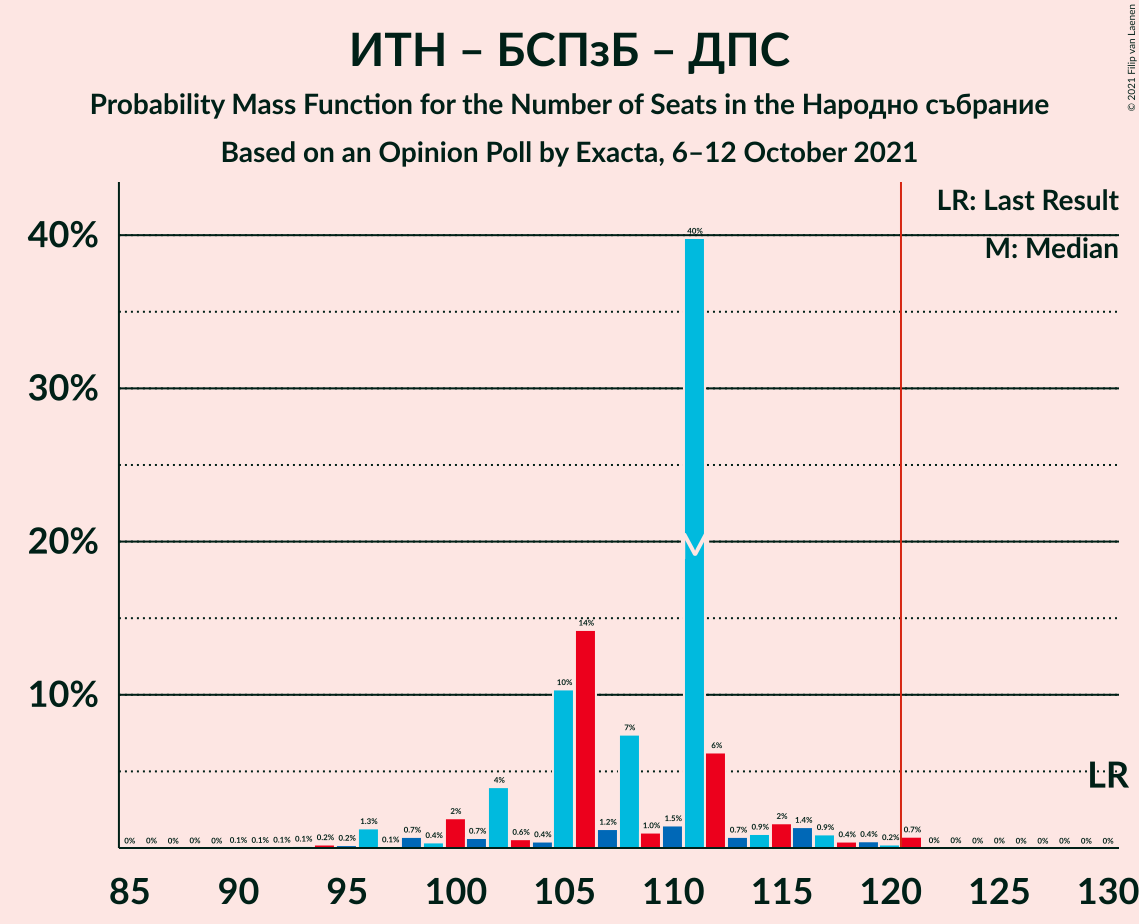 ИТН – БСПзБ – ДПС
Probability Mass Function for the Number of Seats in the Народно събрание
Based on an Opinion Poll by Exacta, 6–12 October 2021
© 2021 Filip van Laenen
LR: Last Result
M: Median
40%
30%
20%
10%
LR
0% 0% 0% 0% 0% 0.1% 0.1% 0.1% 0.1% 0.2% 0.2% 1.3% 0.1% 0.7% 0.4% 2% 0.7% 4% 0.6% 0.4% 10% 14% 1.2% 7% 1.0% 1.5% 40% 6% 0.7% 0.9% 2% 1.4% 0.9% 0.4% 0.4% 0.2% 0.7% 0% 0% 0% 0% 0% 0% 0% 0% 0%
85 90 95 100 105 110 115 120 125 130